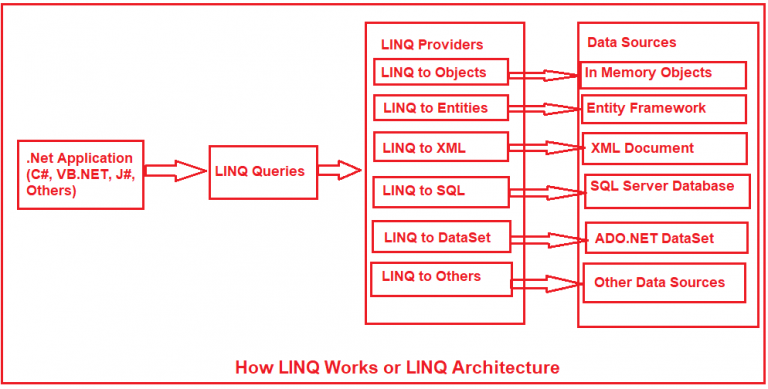 .Net Application
(C#, VB.NET, J#,
Others)
LINQ Queries
LINQ Providers
LINQ to Objects
LINQ to Entities
LINQ to XML
LINQ to SQL
LINQ to DataSet
LINQ to Others
Data Sources
In Memory Objects
Entity Framework
XML Document
SQL Server Database
ADO.NET DataSet
Other Data Sources
How LINQ Works or LINQ Architecture